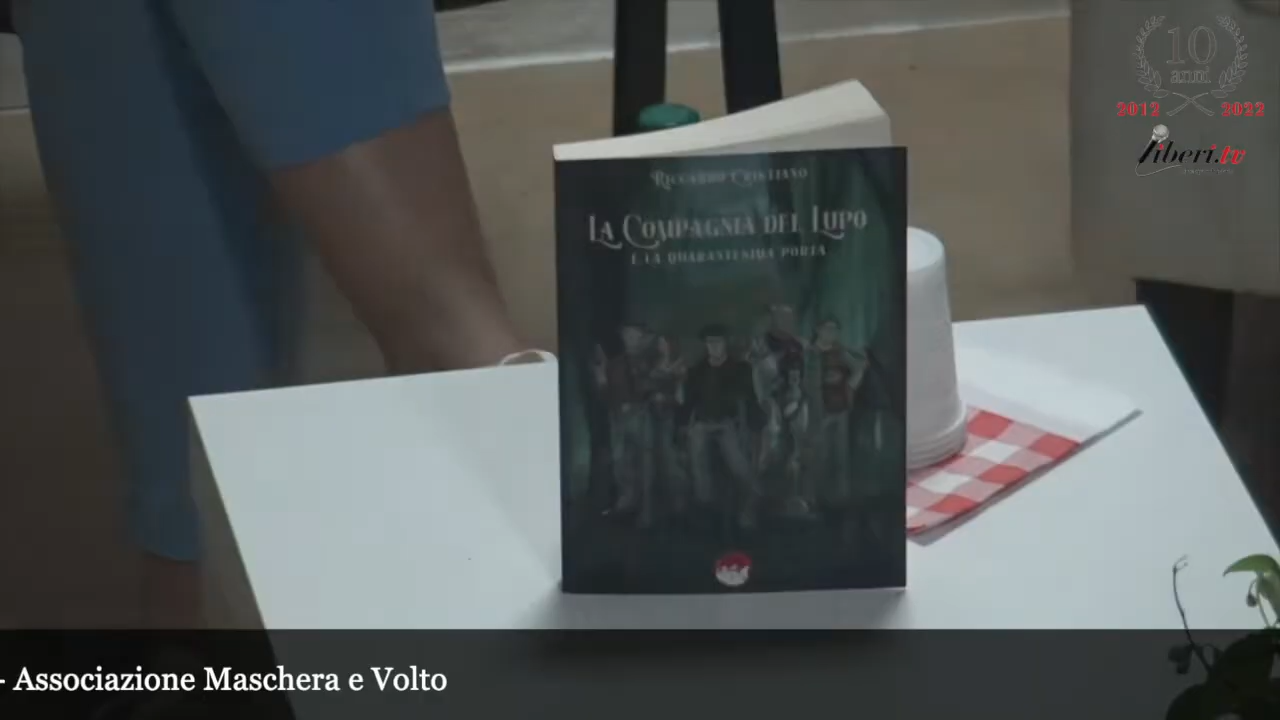 10
anni
2012 2022
liberi.tv
Riccardo Cristiano
La Compagnia del Lupo
e la quarantesima porta
- Associazione Maschera e Volto